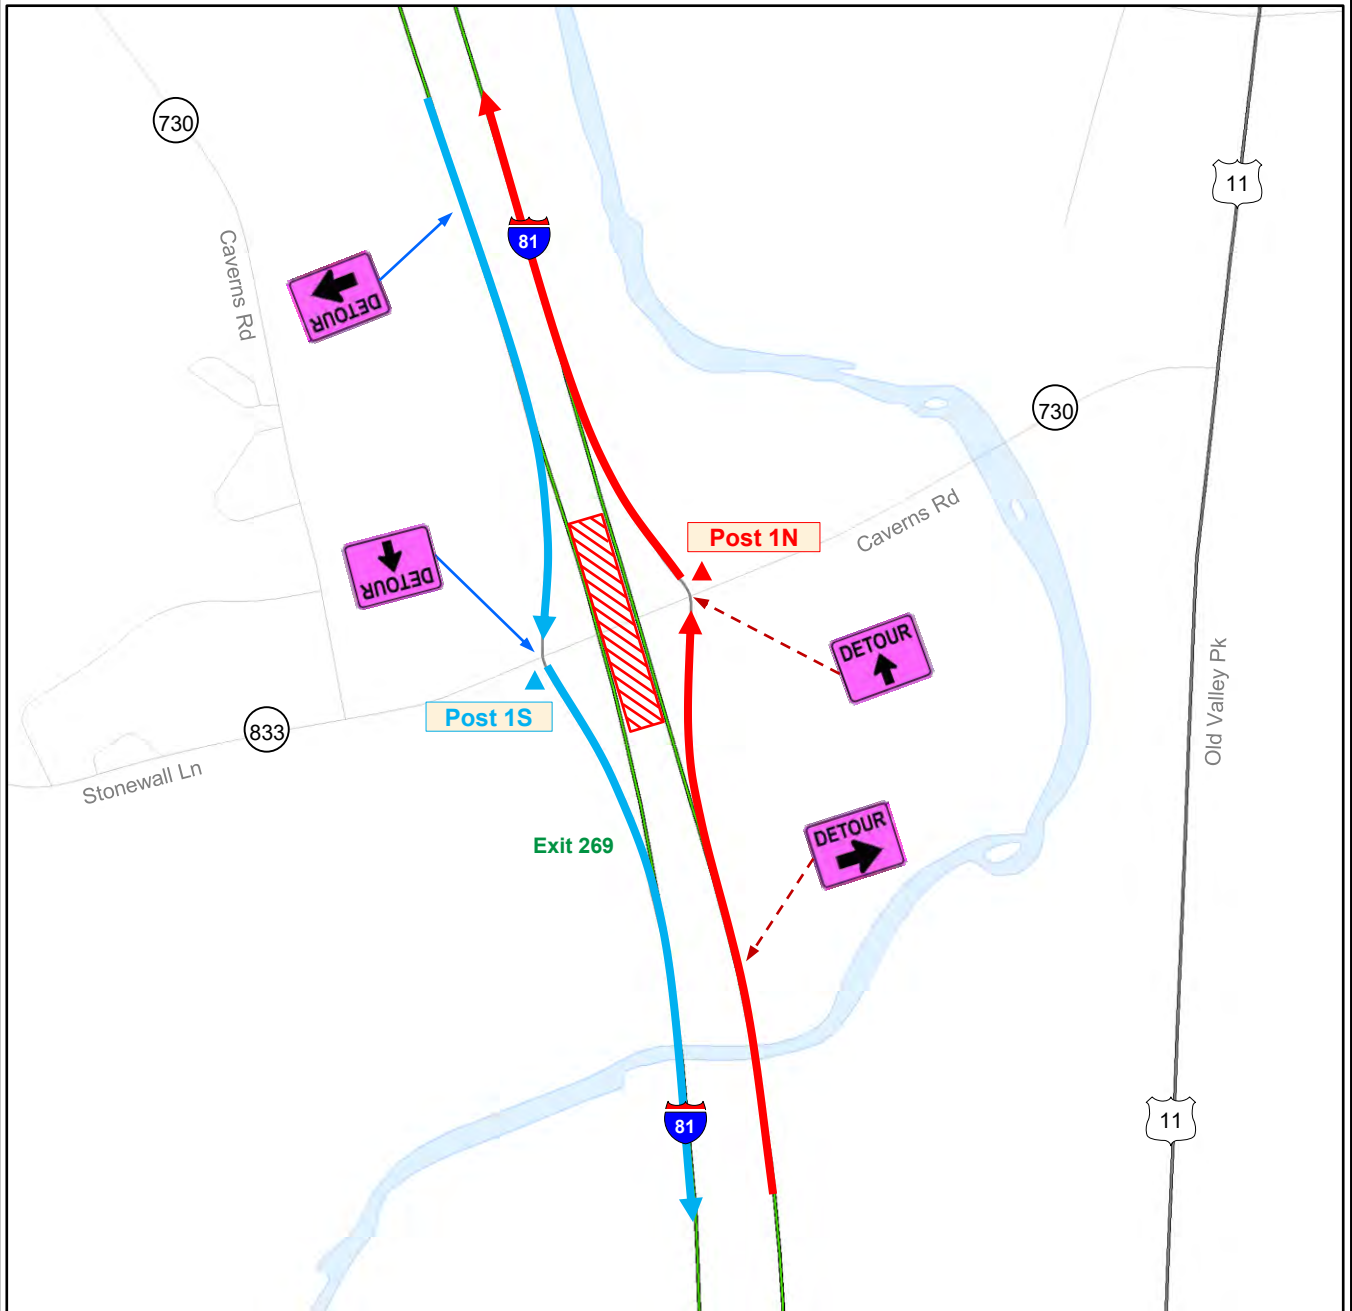 730
11
81
Caverns Rd
DETOUR
730
Caverns Rd
Post 1N
DETOUR
DETOUR
Old Valley Pk
Post 1S
833
Stonewall Ln
DETOUR
Exit 269
81
11